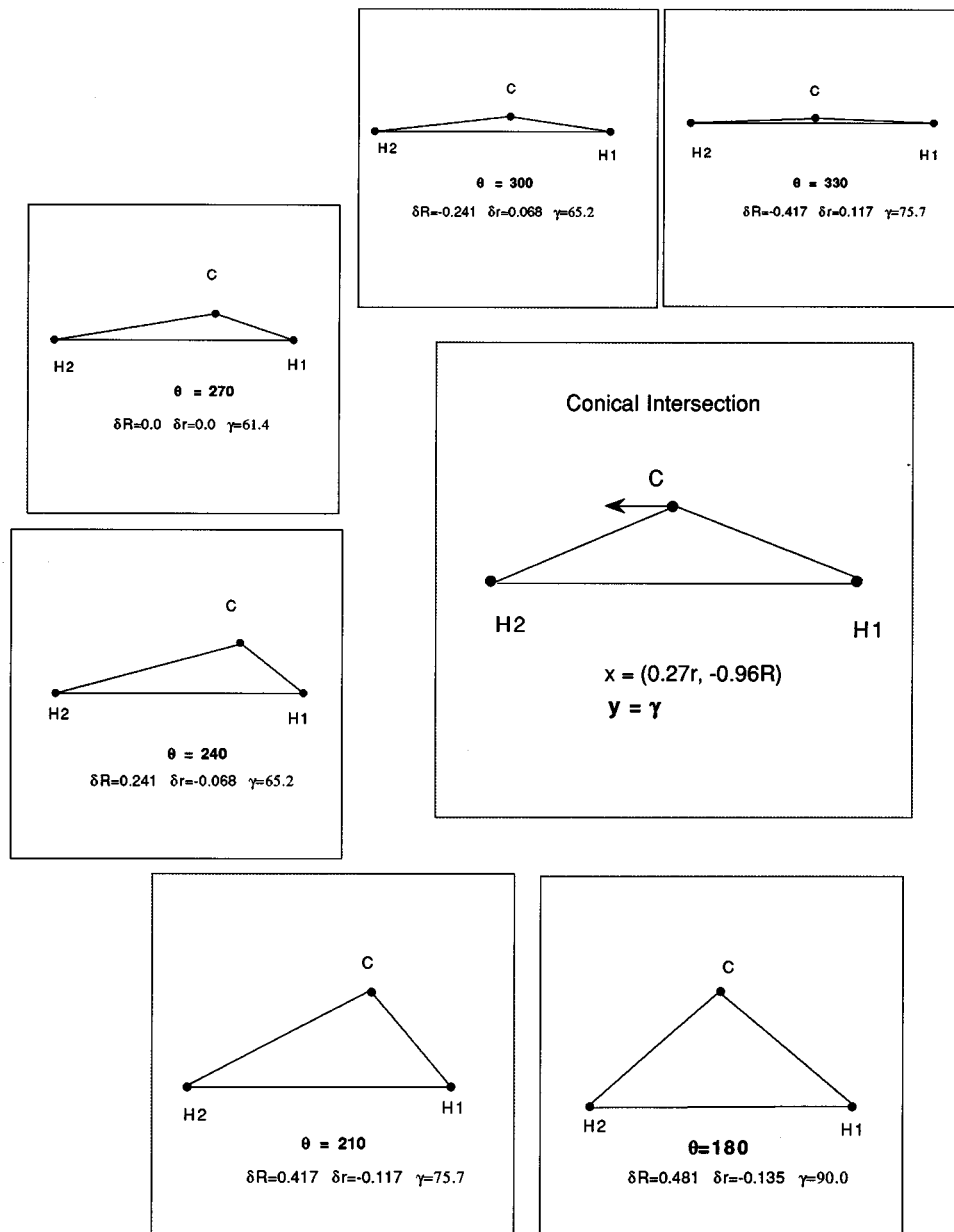 C
H2
H1
θ = 300
δR=-0.241 δr=0.068 γ=65.2
C
H2
H1
θ = 330
δR=-0.417 δr=0.117 γ=75.7
C
H2
H1
θ = 270
δR=0.0 δr=0.0 γ=61.4
Conical Intersection
C
H2
H1
x = (0.27r, -0.96R)
y = γ
C
H2
H1
θ = 240
δR=0.241 δr=-0.068 γ=65.2
C
H2
H1
θ = 210
δR=0.417 δr=-0.117 γ=75.7
C
H2
H1
θ=180
δR=0.481 δr=-0.135 γ=90.0